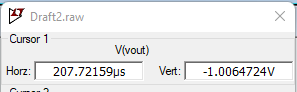 Draft2.raw
Cursor 1
V(vout)
Horz: 207.72159µs Vert: -1.0064724V